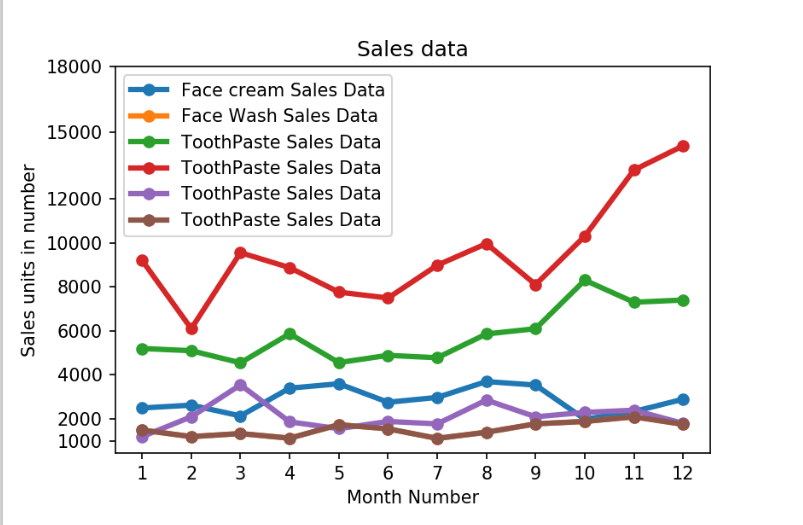 Sales data
18000
15000
12000
10000
8000
6000
4000
2000
1000
Sales units in number
Face cream Sales Data
Face Wash Sales Data
ToothPaste Sales Data
ToothPaste Sales Data
ToothPaste Sales Data
ToothPaste Sales Data
1 2 3 4 5 6 7 8 9 10 11 12
Month Number